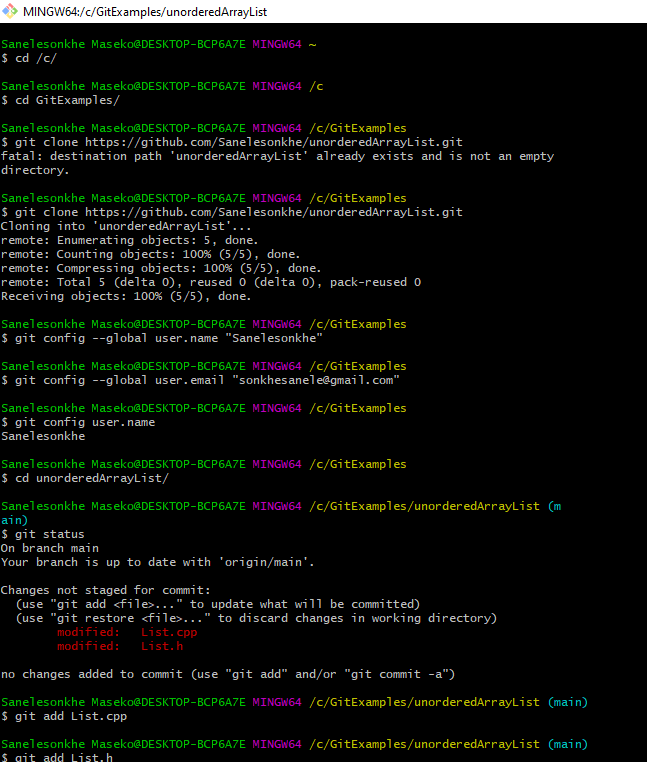 MINGW64:/c/GitExamples/unorderedArrayList
Sanelesonkhe Maseko@DESKTOP-BCP6A7E MINGW64 ~
$ cd /c/
Sanelesonkhe Maseko@DESKTOP-BCP6A7E MINGW64 /c
$ cd GitExamples/
Sanelesonkhe Maseko@DESKTOP-BCP6A7E MINGW64 /c/GitExamples
$ git clone https://github.com/Sanelesonkhe/unorderedArrayList.git
fatal: destination path 'unorderedArrayList' already exists and is not an empty
directory.
Sanelesonkhe Maseko@DESKTOP-BCP6A7E MINGW64 /c/GitExamples
$ git clone https://github.com/Sanelesonkhe/unorderedArrayList.git
Cloning into 'unorderedArrayList'...
remote: Enumerating objects: 5, done.
remote: Counting objects: 100% (5/5), done.
remote: Compressing objects: 100% (5/5), done.
remote: Total 5 (delta 0), reused 0 (delta 0), pack-reused 0
Receiving objects: 100% (5/5), done.
Sanelesonkhe Maseko@DESKTOP-BCP6A7E MINGW64 /c/GitExamples
$ git config --global user.name "Sanelesonkhe"
Sanelesonkhe Maseko@DESKTOP-BCP6A7E MINGW64 /c/GitExamples
$ git config --global user.email "sonkhesanele@gmail.com"
Sanelesonkhe Maseko@DESKTOP-BCP6A7E MINGW64 /c/GitExamples
$ git config user.name
Sanelesonkhe
Sanelesonkhe Maseko@DESKTOP-BCP6A7E MINGW64 /c/GitExamples
$ cd unorderedArrayList/
Sanelesonkhe Maseko@DESKTOP-BCP6A7E MINGW64 /c/GitExamples/unorderedArrayList (m
ain)
$ git status
On branch main
Your branch is up to date with 'origin/main'.
Changes not staged for commit:
(use "git add <file>..." to update what will be committed)
(use "git restore <file>..." to discard changes in working directory)
modified: List.cpp
modified: List.h
no changes added to commit (use "git add" and/or "git commit -a")
Sanelesonkhe Maseko@DESKTOP-BCP6A7E MINGW64 /c/GitExamples/unorderedArrayList (main)
$ git add List.cpp
Sanelesonkhe Maseko@DESKTOP-BCP6A7E MINGW64 /c/GitExamples/unorderedArrayList (main)
$ git add List.h